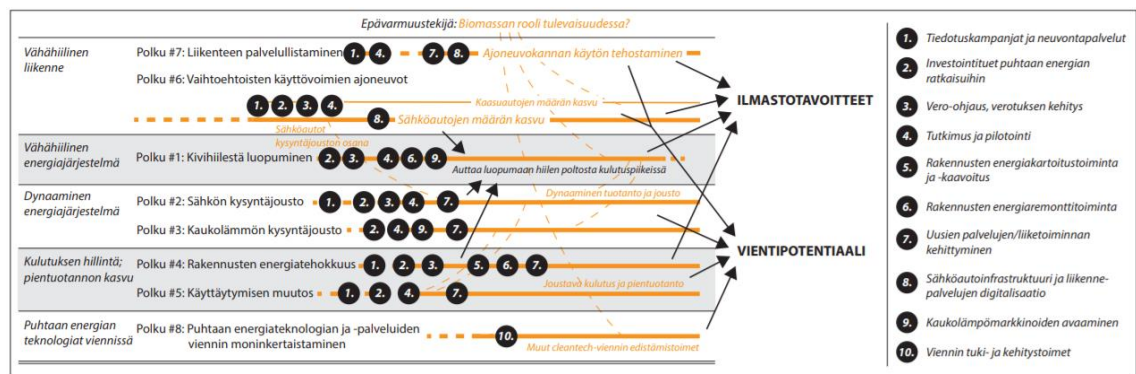 Epävarmuustekijä: Biomassan rooli tulevaisuudessa?
Vähähiilinen
liikenne
Polku #7: Liikenteen palvelullistaminen
1. 4. 7. 8.
Ajoneuvokannan käytön tehostaminen
Polku #6: Vaihtoehtoisten käyttövoimien ajoneuvot
1. 2. 3. 4.
Kaasuautojen määrän kasvu
8.
Sähköautojen määrän kasvu
Sähköautot
kysyntäjouston osana
Vähähiilinen
energiajärjestelmä
Polku #1: Kivihiilestä luopuminen
2. 3. 4. 6. 9.
Auttaa luopumaan hiilen poltosta kulutuspiikeissä
Dynaaminen
energiajärjestelmä
Polku #2: Sähkön kysyntäjousto
1. 2. 3. 4. 7.
Dynaaminen tuotanto ja jousto
Polku #3: Kaukolämmön kysyntäjousto
2. 4. 9. 7.
Kulutuksen hillintä;
pientuotannon kasvu
Polku #4: Rakennusten energiatehokkuus
1. 2. 3. 5. 6. 7.
Joustava kulutus ja pientuotanto
Polku #5: Käyttäytymisen muutos
1. 2. 4. 7.
Puhtaan energian
teknologiat viennissä
Polku #8: Puhtaan energiateknologian ja -palveluiden
viennin moninkertaistaminen
10.
Muut cleantech-viennin edistämistoimet
ILMASTOTAVOITTEET
VIENTIPOTENTIAALI
1. Tiedotuskampanjat ja neuvontapalvelut
2. Investointituet puhtaan energian
ratkaisuihin
3. Vero-ohjaus, verotuksen kehitys
4. Tutkimus ja pilotointi
5. Rakennusten energiakartoitustoiminta
ja -kaavoitus
6. Rakennusten energiaremonttitoiminta
7. Uusien palvelujen/liiketoiminnan
kehittyminen
8. Sähköautoinfrastruktuuri ja liikenne-
palvelujen digitalisaatio
9. Kaukolämpömarkkinoiden avaaminen
10. Viennin tuki- ja kehitystoimet